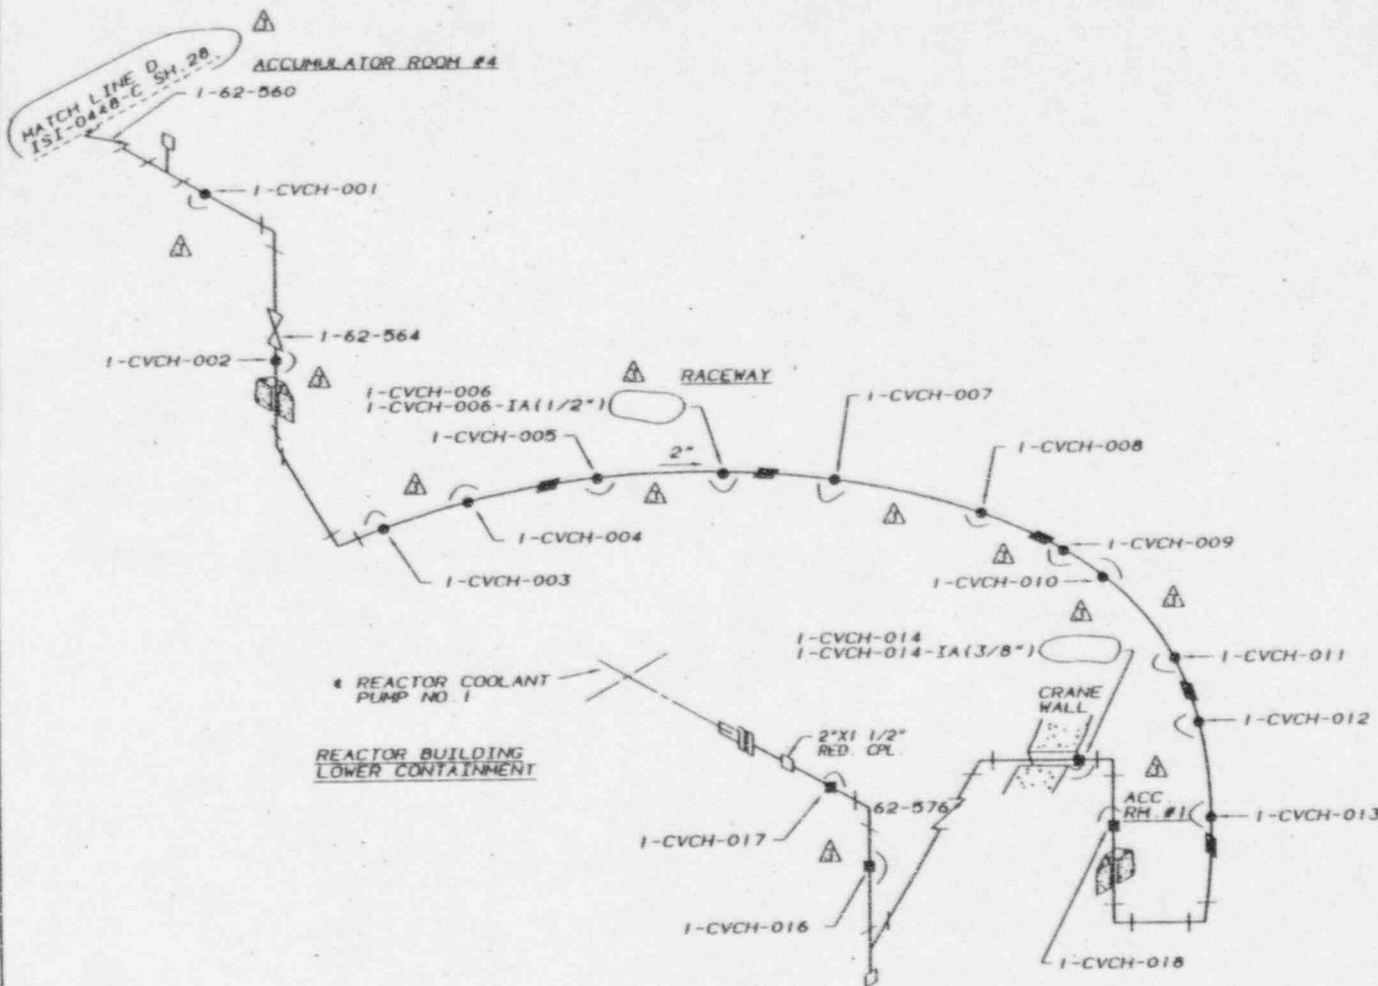 MATCH LINE D
ISI-0448-C SH.28
ACCUMULATOR ROOM #4
1-62-560
1-CVCH-001
1-62-564
1-CVCH-002
1-CVCH-006
1-CVCH-006-IA(1/2")
RACEWAY
1-CVCH-007
1-CVCH-005
2"
1-CVCH-008
1-CVCH-004
1-CVCH-009
1-CVCH-003
1-CVCH-010
1-CVCH-014
1-CVCH-014-IA(3/8")
1-CVCH-011
REACTOR COOLANT
PUMP NO.1
CRANE
WALL
1-CVCH-012
REACTOR BUILDING
LOWER CONTAINMENT
2"X1 1/2"
RED. CPL.
62-576
ACC
RM #1
1-CVCH-013
1-CVCH-017
1-CVCH-016
1-CVCH-018